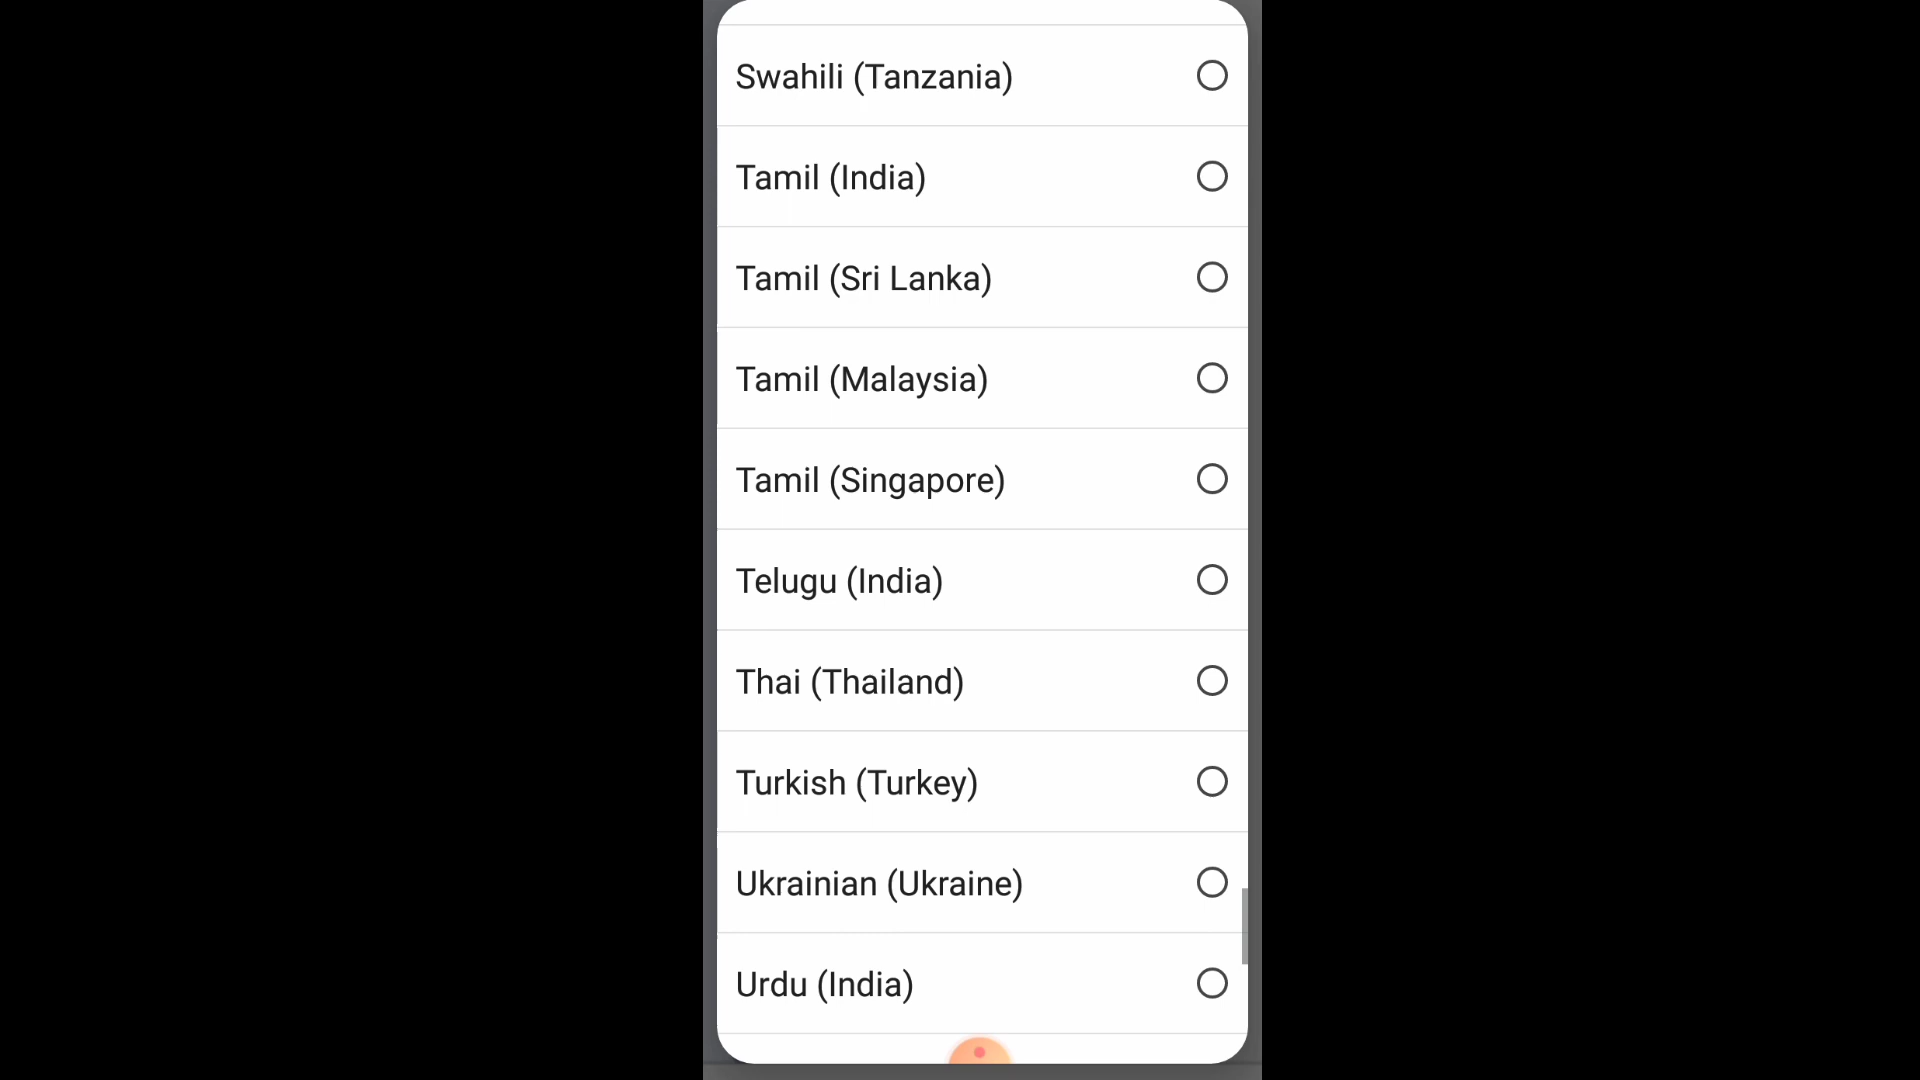 Swahili (Tanzania)
Tamil (India)
Tamil (Sri Lanka)
Tamil (Malaysia)
Tamil (Singapore)
Telugu (India)
Thai (Thailand)
Turkish (Turkey)
Ukrainian (Ukraine)
Urdu (India)